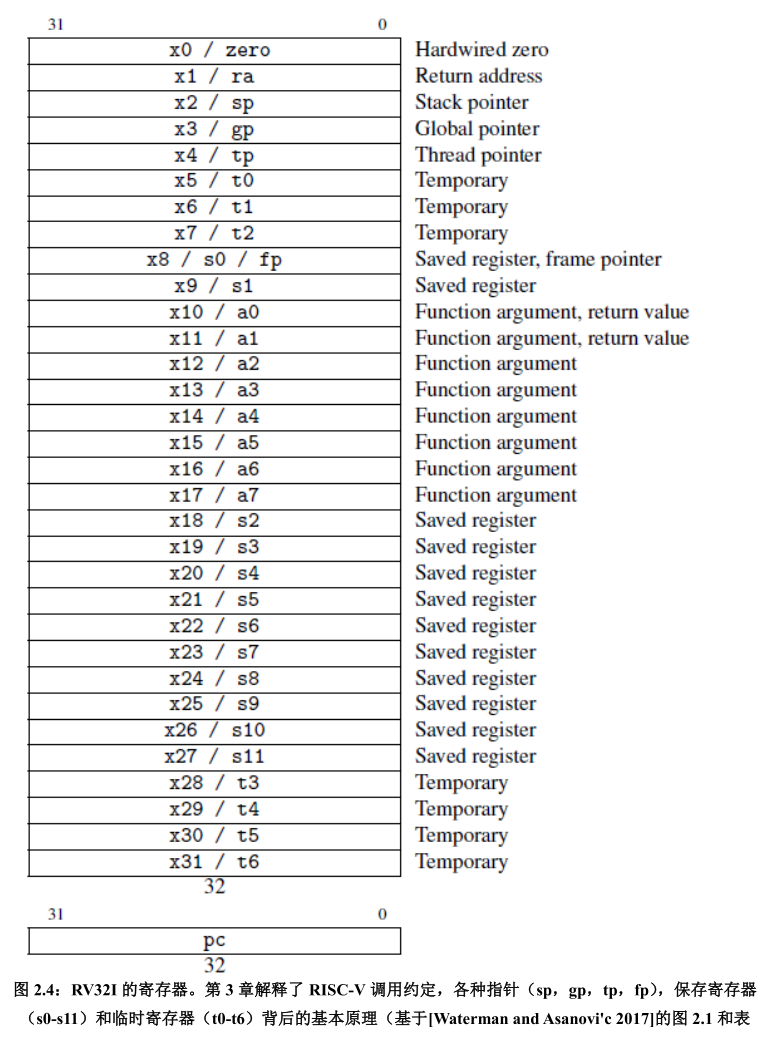 31 0
x0 / zero Hardwired zero
x1 / ra Return address
x2 / sp Stack pointer
x3 / gp Global pointer
x4 / tp Thread pointer
x5 / t0 Temporary
x6 / t1 Temporary
x7 / t2 Temporary
x8 / s0 / fp Saved register, frame pointer
x9 / s1 Saved register
x10 / a0 Function argument, return value
x11 / a1 Function argument, return value
x12 / a2 Function argument
x13 / a3 Function argument
x14 / a4 Function argument
x15 / a5 Function argument
x16 / a6 Function argument
x17 / a7 Function argument
x18 / s2 Saved register
x19 / s3 Saved register
x20 / s4 Saved register
x21 / s5 Saved register
x22 / s6 Saved register
x23 / s7 Saved register
x24 / s8 Saved register
x25 / s9 Saved register
x26 / s10 Saved register
x27 / s11 Saved register
x28 / t3 Temporary
x29 / t4 Temporary
x30 / t5 Temporary
x31 / t6 Temporary
32
31 0
pc
32
图 2.4：RV32I 的寄存器。第 3 章解释了 RISC-V 调用约定，各种指针（sp，gp，tp，fp），保存寄存器
（s0-s11）和临时寄存器（t0-t6）背后的基本原理（基于[Waterman and Asanovi'c 2017]的图 2.1 和表